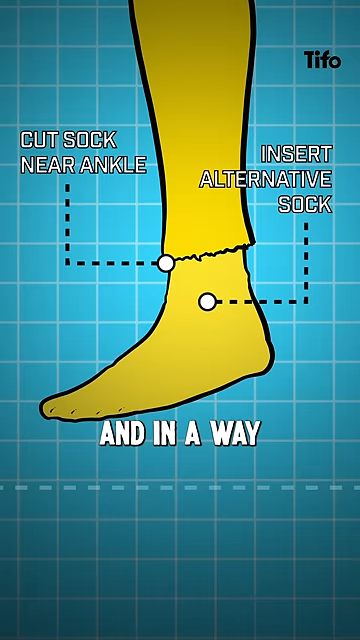 Tifo
CUT SOCK
NEAR ANKLE
INSERT
ALTERNATIVE
SOCK
AND IN A WAY